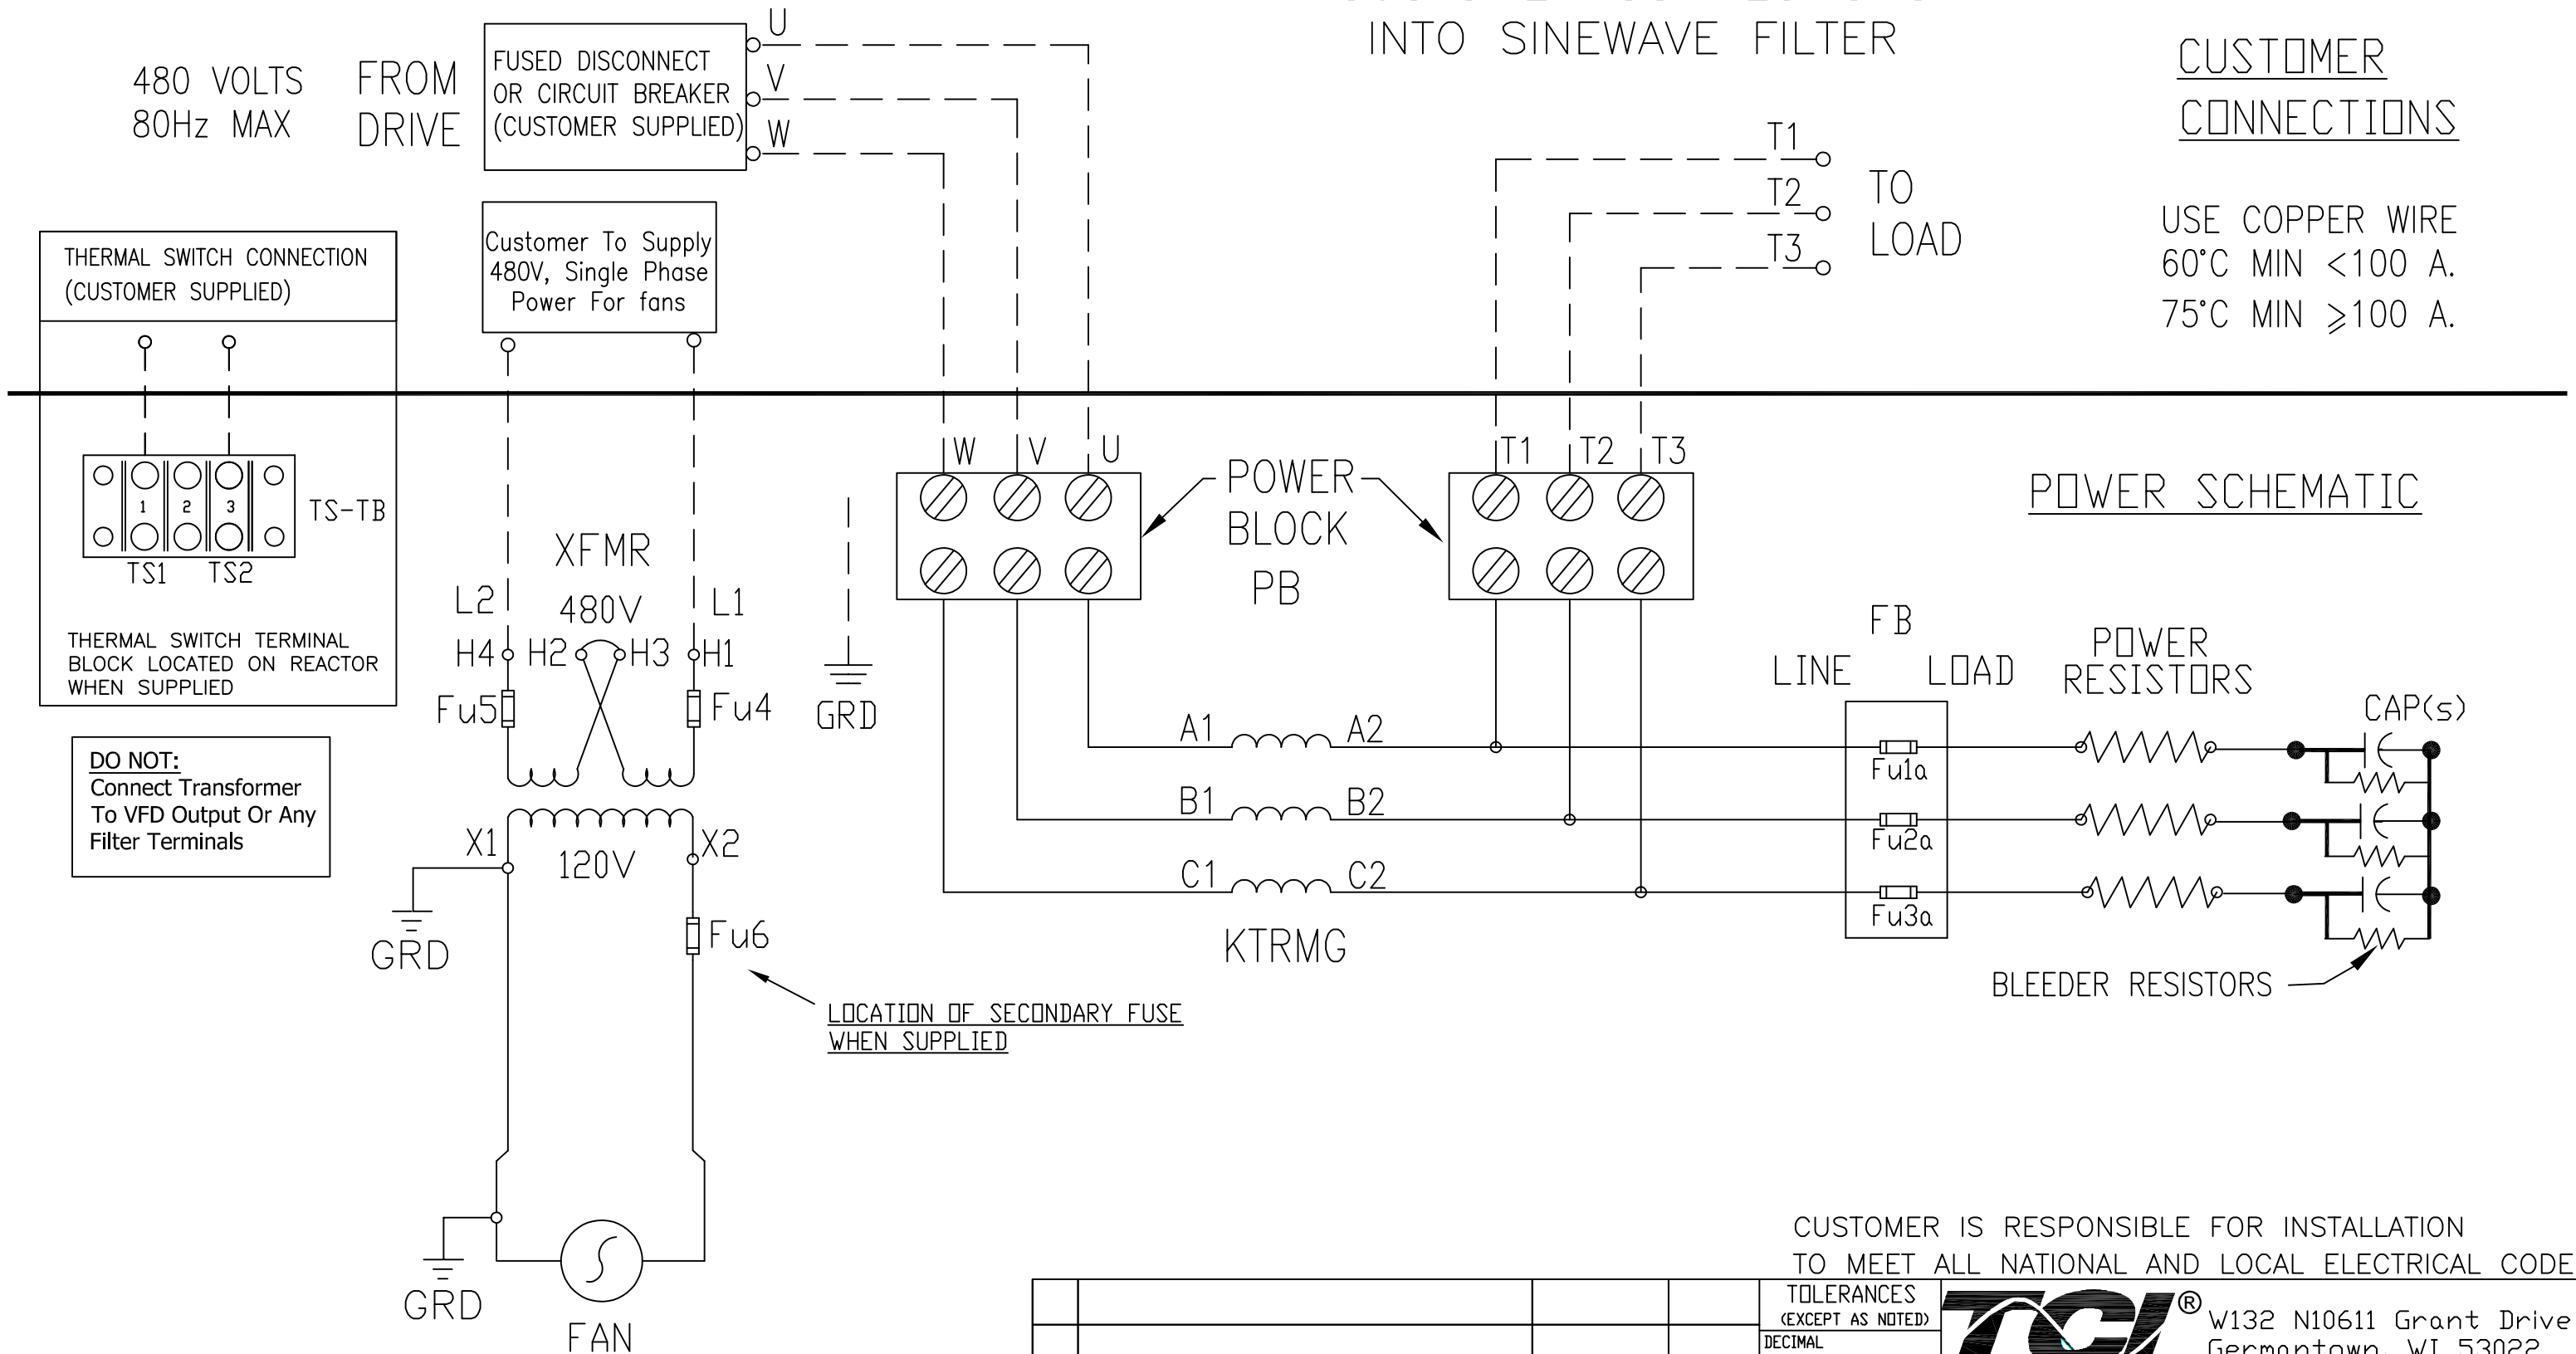 INTO SINEWAVE FILTER
480 VOLTS
80Hz MAX
FROM
DRIVE
FUSED DISCONNECT
OR CIRCUIT BREAKER
(CUSTOMER SUPPLIED)
U
V
W
CUSTOMER
CONNECTIONS
T1
T2
T3
TO
LOAD
USE COPPER WIRE
60°C MIN <100 A.
75°C MIN ≥100 A.
THERMAL SWITCH CONNECTION
(CUSTOMER SUPPLIED)
Customer To Supply
480V, Single Phase
Power For fans
1 2 3
TS-TB
TS1 TS2
THERMAL SWITCH TERMINAL
BLOCK LOCATED ON REACTOR
WHEN SUPPLIED
DO NOT:
Connect Transformer
To VFD Output Or Any
Filter Terminals
XFMR
480V
L2
L1
H4
H2
H3
H1
Fu5
Fu4
X1
X2
120V
GRD
Fu6
LOCATION OF SECONDARY FUSE
WHEN SUPPLIED
GRD
FAN
GRD
W V U
POWER
BLOCK
PB
T1 T2 T3
POWER SCHEMATIC
A1 A2
B1 B2
C1 C2
KTRMG
FB
LINE LOAD
Fu1a
Fu2a
Fu3a
POWER
RESISTORS
CAP(s)
BLEEDER RESISTORS
CUSTOMER IS RESPONSIBLE FOR INSTALLATION
TO MEET ALL NATIONAL AND LOCAL ELECTRICAL CODE
TOLERANCES
(EXCEPT AS NOTED)
DECIMAL
TCI®
W132 N10611 Grant Drive
Germantown, WI 53022